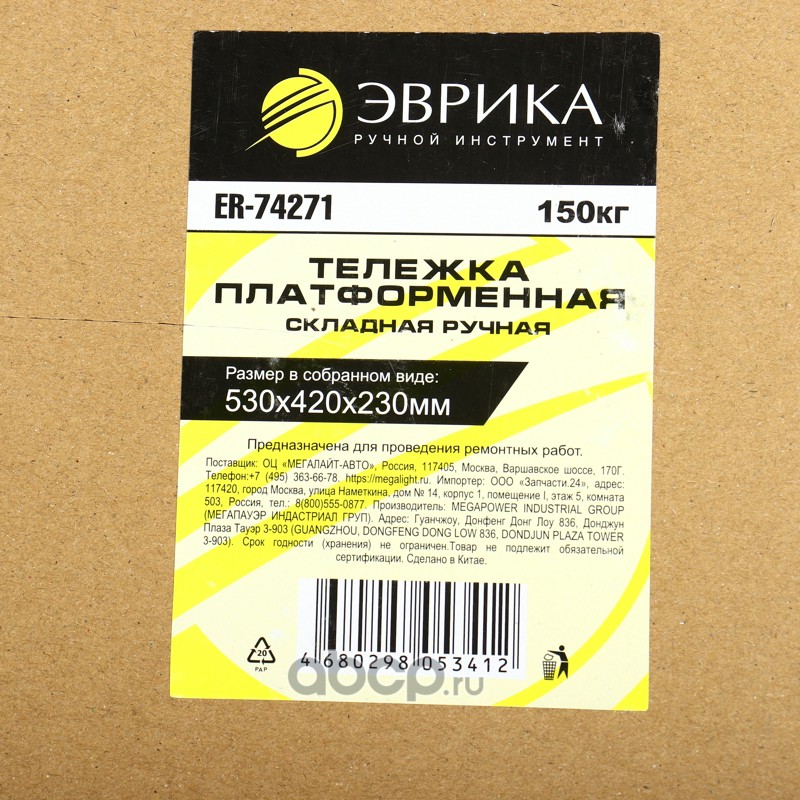 ЭВРИКА
РУЧНОЙ ИНСТРУМЕНТ
ER-74271 150кг
ТЕЛЕЖКА
ПЛАТФОРМЕННАЯ
СКЛАДНАЯ РУЧНАЯ
Размер в собранном виде:
530х420х230мм
Предназначена для проведения ремонтных работ.
Поставщик: ОЦ «МЕГАЛАЙТ-АВТО», Россия, 117405, Москва, Варшавское шоссе, 170Г.
Телефон:+7 (495) 363-66-78. https://megalight.ru. Импортер: ООО «Запчасти.24», адрес:
117420, город Москва, улица Наметкина, дом № 14, корпус 1, помещение I, этаж 5, комната
503, Россия, тел.: 8(800)555-0877. Производитель: MEGAPOWER INDUSTRIAL GROUP
(МЕГАПАУЭР ИНДАСТРИАЛ ГРУП). Адрес: Гуанчжоу, Донфенг Донг Лоу 836, Донджун
Плаза Тауэр 3-903 (GUANGZHOU, DONGFENG DONG LOW 836, DONDJUN PLAZA TOWER
3-903). Срок годности (хранения) не ограничен.Товар не подлежит обязательной
сертификации. Сделано в Китае.
20
PAP
4 680298 053412
abcp.ru